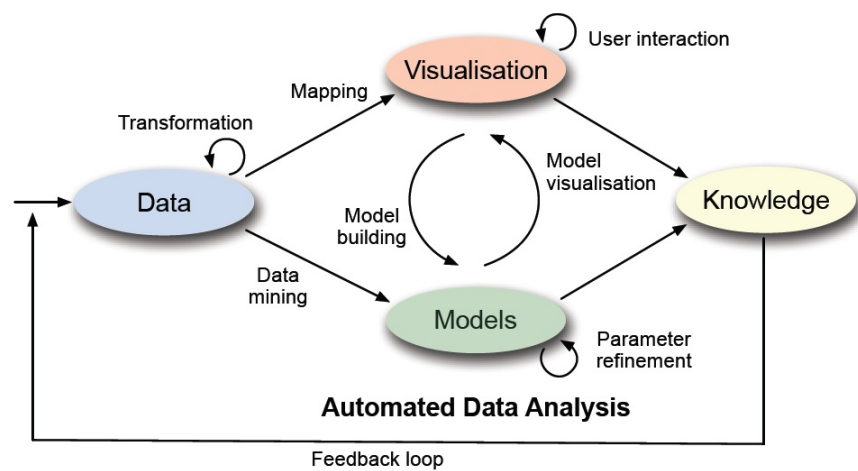 User interaction
Visualisation
Mapping
Transformation
Model
visualisation
Data
Knowledge
Model
building
Data
mining
Models
Parameter
refinement
Automated Data Analysis
Feedback loop